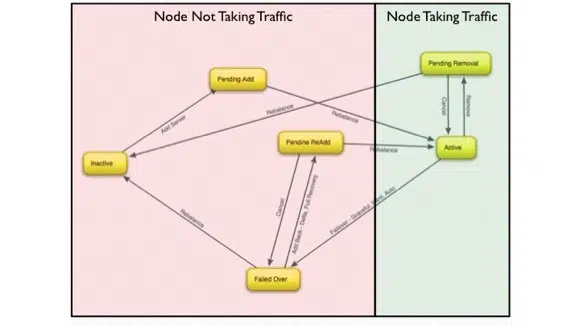 Node Not Taking Traffic
Node Taking Traffic
Pending Removal
Pending Add
Cancel
Remove
Rebalance
Rebalance
Add Server
Pending ReAdd
Rebalance
Active
Inactive
Cancel
Add Back - Delta, Full Recovery
Failover - Graceful, Hard, Auto
Rebalance
Failed Over